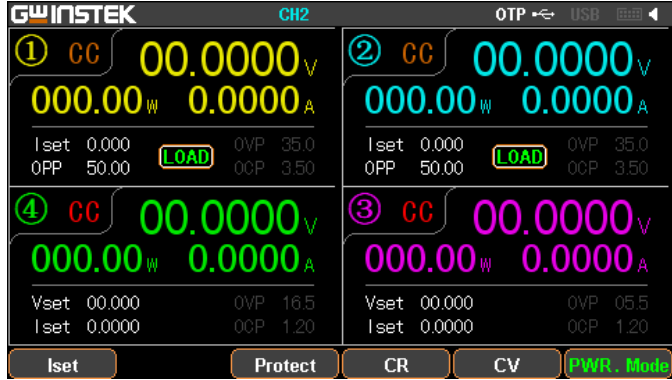 GWINSTEK CH2 OTP USB
1 CC 00.0000 V
000.00 W 0.0000 A
Iset 0.000 OVP 35.0
LOAD
OPP 50.00 OCP 3.50
2 CC 00.0000 V
000.00 W 0.0000 A
Iset 0.000 OVP 35.0
LOAD
OPP 50.00 OCP 3.50
4 CC 00.0000 V
000.00 W 0.0000 A
Vset 00.000 OVP 16.5
Iset 0.0000 OCP 1.20
3 CC 00.0000 V
000.00 W 0.0000 A
Vset 00.000 OVP 05.5
Iset 0.0000 OCP 1.20
Iset Protect CR CV PWR. Mode